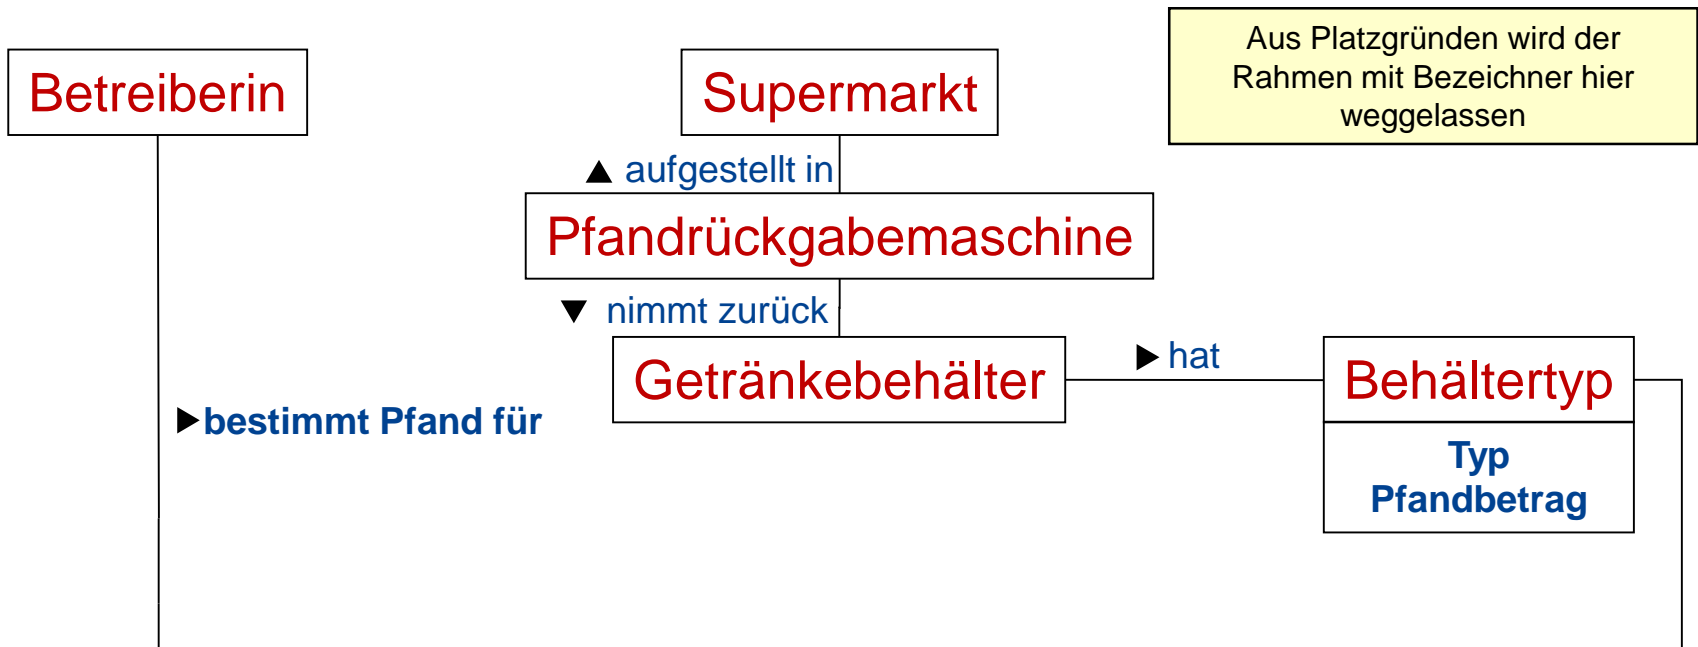 Betreiberin
Supermarkt
Aus Platzgründen wird der
Rahmen mit Bezeichner hier
weggelassen
▲ aufgestellt in
Pfandrückgabemaschine
▼ nimmt zurück
Getränkebehälter
▶ hat
Behältertyp
Typ
Pfandbetrag
▶ bestimmt Pfand für